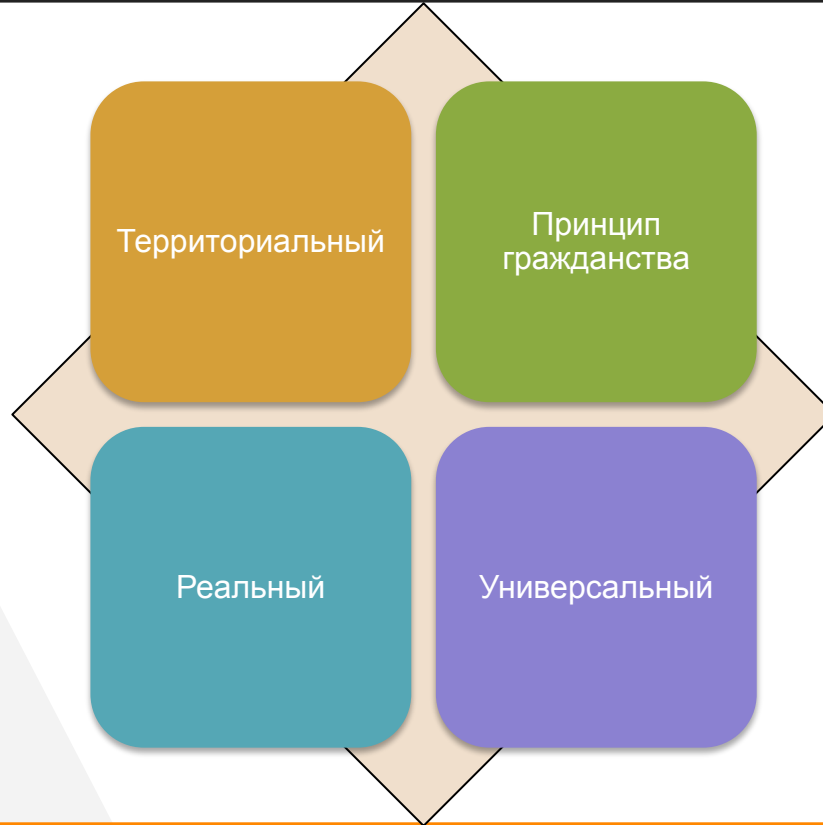 Территориальный
Принцип
гражданства
Реальный
Универсальный